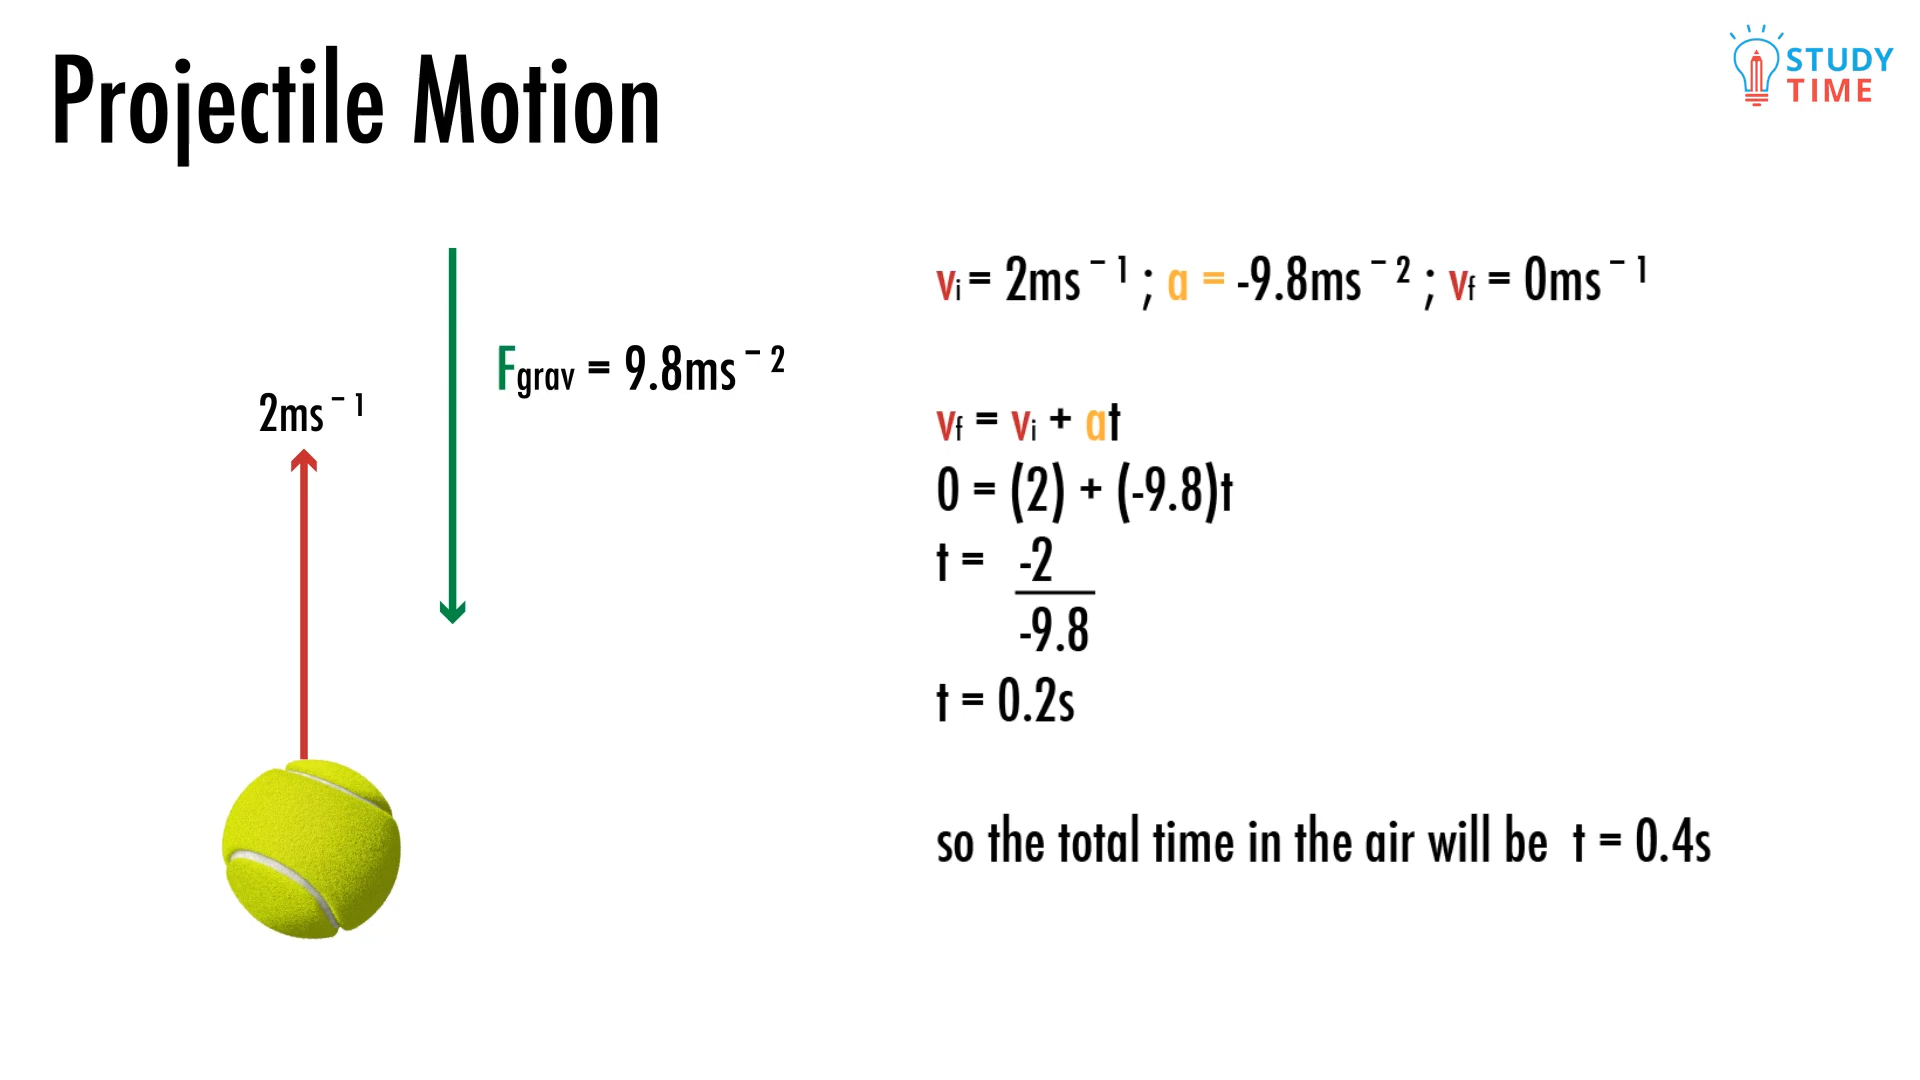 Projectile Motion
STUDY
TIME
vi = 2ms⁻¹ ; a = -9.8ms⁻² ; vf = 0ms⁻¹
Fgrav = 9.8ms⁻²
2ms⁻¹
vf = vi + at
0 = (2) + (-9.8)t
t = -2
-9.8
t = 0.2s
so the total time in the air will be t = 0.4s